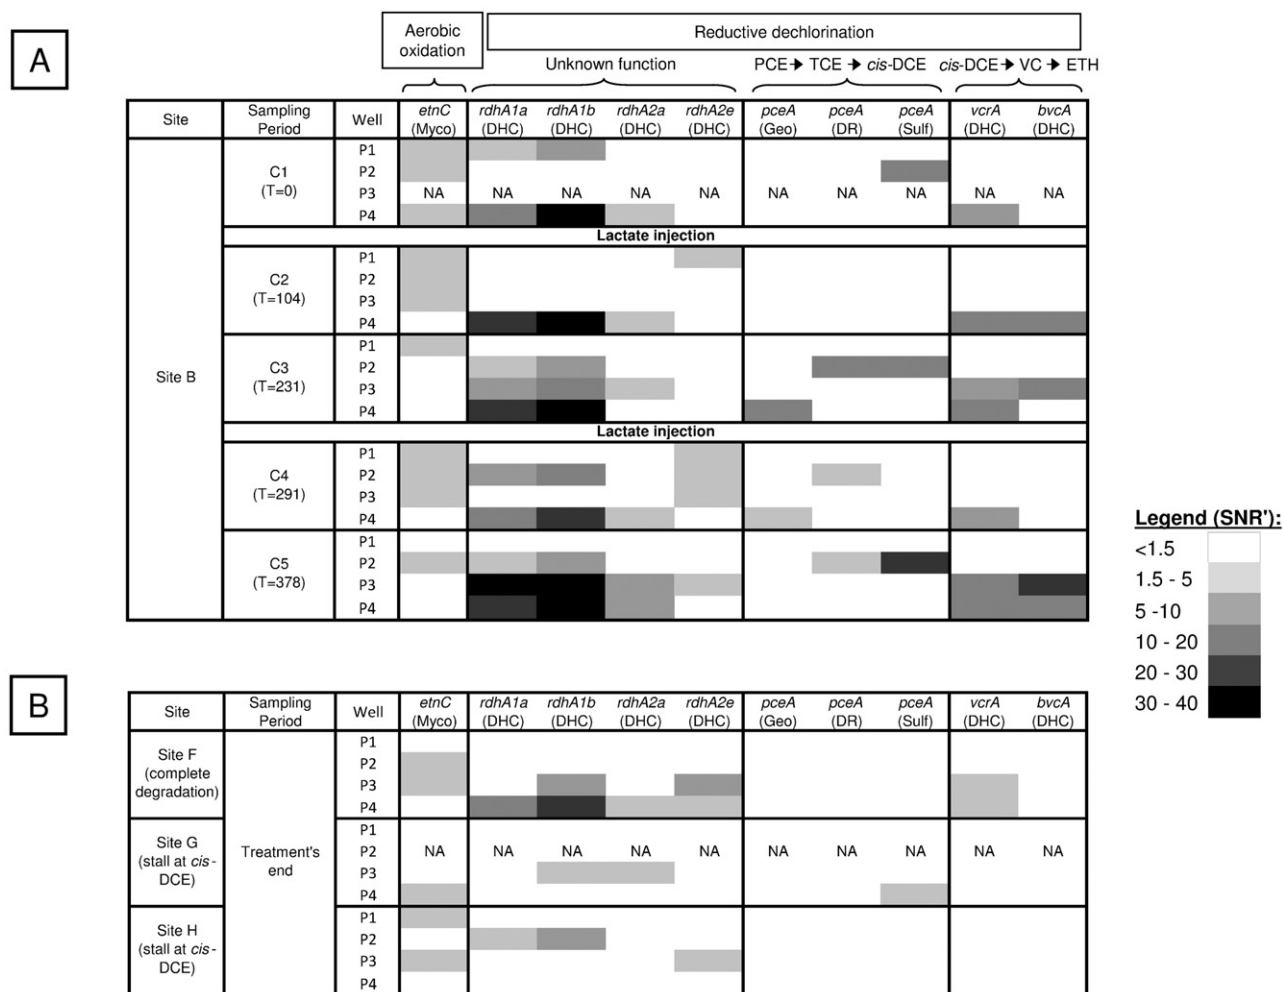 A
Aerobic oxidation
Reductive dechlorination
Unknown function
PCE➔ TCE ➔ cis-DCE
cis-DCE➔ VC ➔ ETH
Site Sampling Period Well etnC (Myco) rdhA1a (DHC) rdhA1b (DHC) rdhA2a (DHC) rdhA2e (DHC) pceA (Geo) pceA (DR) pceA (Sulf) vcrA (DHC) bvcA (DHC)
Site B
C1 (T=0)
P1
P2
P3 NA NA NA NA NA NA NA NA NA NA
P4
Lactate injection
C2 (T=104)
P1
P2
P3
P4
C3 (T=231)
P1
P2
P3
P4
Lactate injection
C4 (T=291)
P1
P2
P3
P4
C5 (T=378)
P1
P2
P3
P4
Legend (SNR'):
<1.5
1.5 - 5
5 -10
10 - 20
20 - 30
30 - 40
B
Site Sampling Period Well etnC (Myco) rdhA1a (DHC) rdhA1b (DHC) rdhA2a (DHC) rdhA2e (DHC) pceA (Geo) pceA (DR) pceA (Sulf) vcrA (DHC) bvcA (DHC)
Site F (complete degradation)
Treatment's end
P1
P2
P3
P4
Site G (stall at cis-DCE)
P1
P2 NA NA NA NA NA NA NA NA NA NA
P3
P4
Site H (stall at cis-DCE)
P1
P2
P3
P4